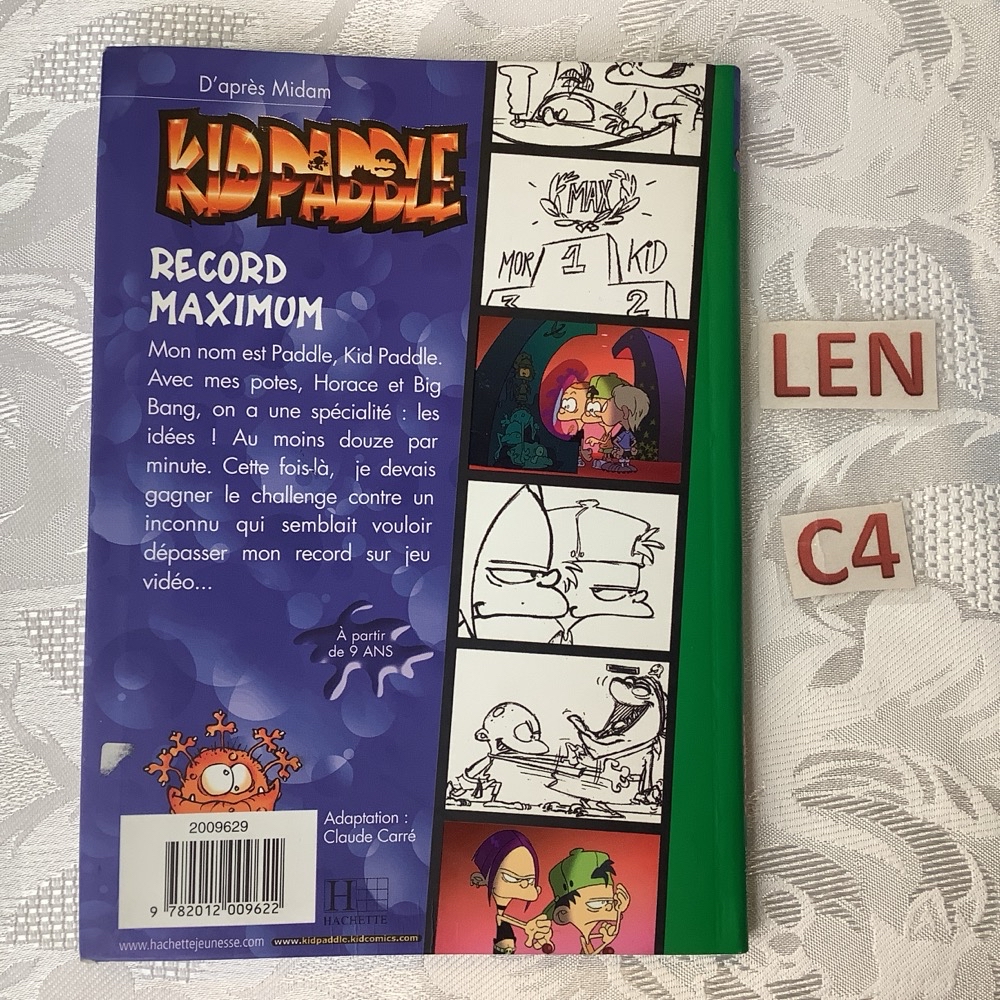 D'après Midam
KID PADDLE
RECORD
MAXIMUM
Mon nom est Paddle, Kid Paddle.
Avec mes potes, Horace et Big
Bang, on a une spécialité : les
idées ! Au moins douze par
minute. Cette fois-là, je devais
gagner le challenge contre un
inconnu qui semblait vouloir
dépasser mon record sur jeu
vidéo...
À partir
de 9 ANS
2009629
9 782012 009622
Adaptation :
Claude Carré
H
HACHETTE
www.hachettejeunesse.com
www.kidpaddle.kidcomics.com
MAX
MOR 1 KID
3 2
LEN
C4